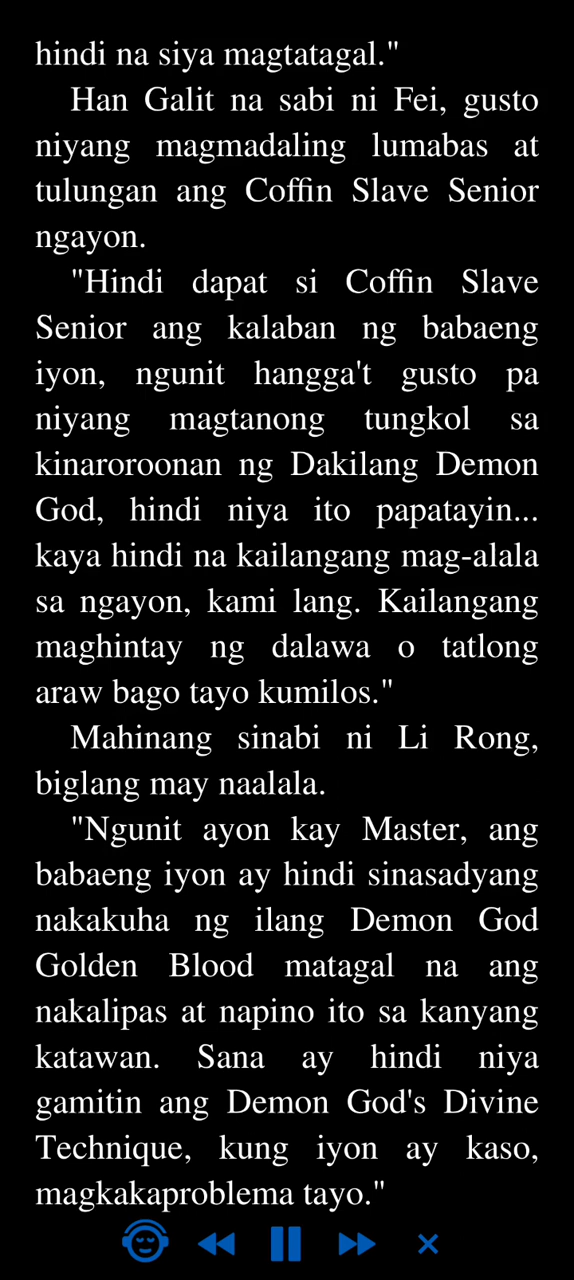 hindi na siya magtatagal."
Han Galit na sabi ni Fei, gusto
niyang magmadaling lumabas at
tulungan ang Coffin Slave Senior
ngayon.
"Hindi dapat si Coffin Slave
Senior ang kalaban ng babaeng
iyon, ngunit hangga't gusto pa
niyang magtanong tungkol sa
kinaroroonan ng Dakilang Demon
God, hindi niya ito papatayin...
kaya hindi na kailangang mag-alala
sa ngayon, kami lang. Kailangang
maghintay ng dalawa o tatlong
araw bago tayo kumilos."
Mahinang sinabi ni Li Rong,
biglang may naalala.
"Ngunit ayon kay Master, ang
babaeng iyon ay hindi sinasadyang
nakakuha ng ilang Demon God
Golden Blood matagal na ang
nakalipas at napino ito sa kanyang
katawan. Sana ay hindi niya
gamitin ang Demon God's Divine
Technique, kung iyon ay kaso,
magkakaproblema tayo."